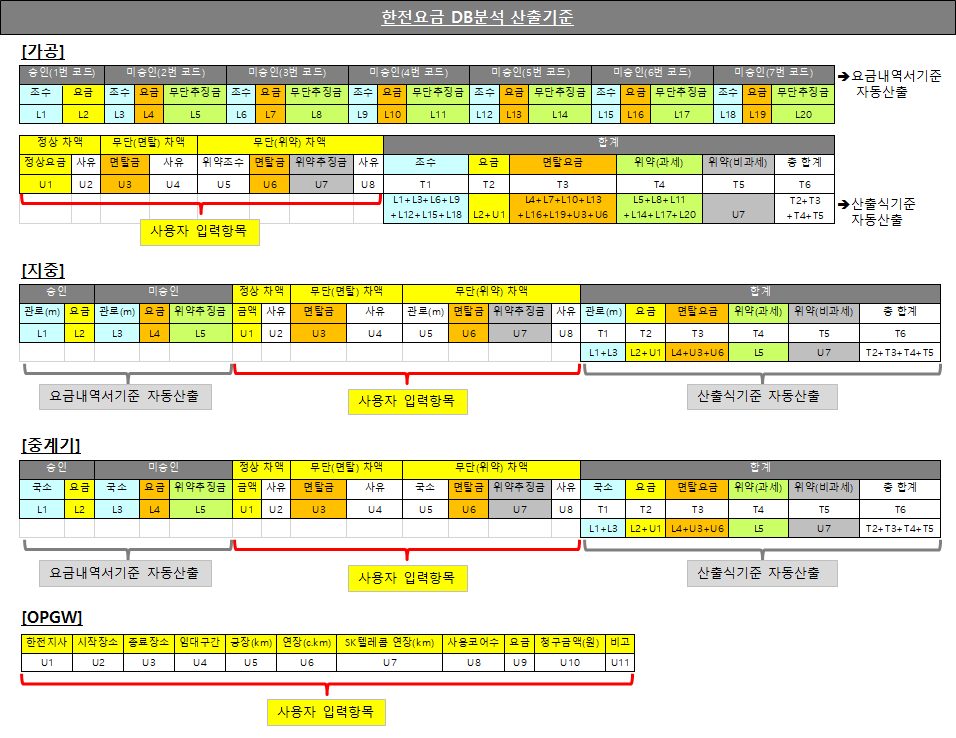 한전요금 DB분석 산출기준
[가공]
승인(1번 코드) 미승인(2번 코드) 미승인(3번 코드) 미승인(4번 코드) 미승인(5번 코드) 미승인(6번 코드) 미승인(7번 코드)
조수 요금 조수 요금 무단추징금 조수 요금 무단추징금 조수 요금 무단추징금 조수 요금 무단추징금 조수 요금 무단추징금 조수 요금 무단추징금
L1 L2 L3 L4 L5 L6 L7 L8 L9 L10 L11 L12 L13 L14 L15 L16 L17 L18 L19 L20
➔요금내역서기준
자동산출
정상 차액 무단(면탈) 차액 무단(위약) 차액 합계
정상요금 사유 면탈금 사유 위약조수 면탈금 위약추징금 사유 조수 요금 면탈요금 위약(과세) 위약(비과세) 총 합계
U1 U2 U3 U4 U5 U6 U7 U8 T1 T2 T3 T4 T5 T6
L1+L3+L6+L9 L4+L7+L10+L13 L5+L8+L11 T2+T3
+L12+L15+L18 L2+U1 +L16+L19+U3+U6 +L14+L17+L20 U7 +T4+T5
➔산출식기준
자동산출
사용자 입력항목
[지중]
승인 미승인 정상 차액 무단(면탈) 차액 무단(위약) 차액 합계
관로(m) 요금 관로(m) 요금 위약추징금 금액 사유 면탈금 사유 관로(m) 면탈금 위약추징금 사유 관로(m) 요금 면탈요금 위약(과세) 위약(비과세) 총 합계
L1 L2 L3 L4 L5 U1 U2 U3 U4 U5 U6 U7 U8 T1 T2 T3 T4 T5 T6
L1+L3 L2+U1 L4+U3+U6 L5 U7 T2+T3+T4+T5
요금내역서기준 자동산출 사용자 입력항목 산출식기준 자동산출
[중계기]
승인 미승인 정상 차액 무단(면탈) 차액 무단(위약) 차액 합계
국소 요금 국소 요금 위약추징금 금액 사유 면탈금 사유 국소 면탈금 위약추징금 사유 국소 요금 면탈요금 위약(과세) 위약(비과세) 총 합계
L1 L2 L3 L4 L5 U1 U2 U3 U4 U5 U6 U7 U8 T1 T2 T3 T4 T5 T6
L1+L3 L2+U1 L4+U3+U6 L5 U7 T2+T3+T4+T5
요금내역서기준 자동산출 사용자 입력항목 산출식기준 자동산출
[OPGW]
한전지사 시작장소 종료장소 임대구간 긍장(km) 연장(c.km) SK텔레콤 연장(km) 사용코어수 요금 청구금액(원) 비고
U1 U2 U3 U4 U5 U6 U7 U8 U9 U10 U11
사용자 입력항목